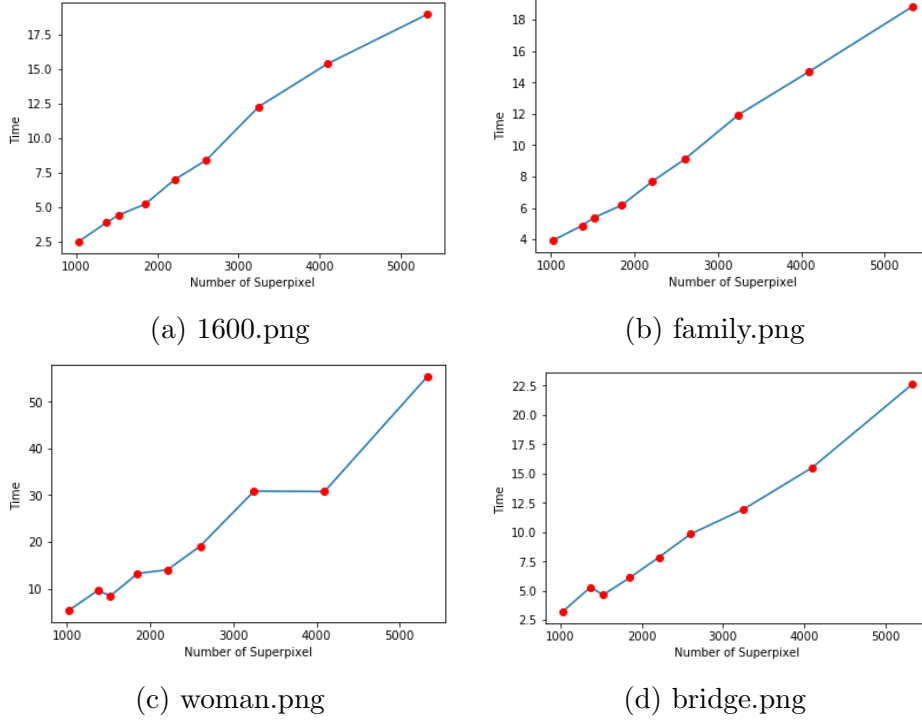 17.5
15.0
12.5
10.0
7.5
5.0
2.5
Time
1000 2000 3000 4000 5000
Number of Superpixel
(a) 1600.png
18
16
14
12
10
8
6
4
Time
1000 2000 3000 4000 5000
Number of Superpixel
(b) family.png
50
40
30
20
10
Time
1000 2000 3000 4000 5000
Number of Superpixel
(c) woman.png
22.5
20.0
17.5
15.0
12.5
10.0
7.5
5.0
2.5
Time
1000 2000 3000 4000 5000
Number of Superpixel
(d) bridge.png